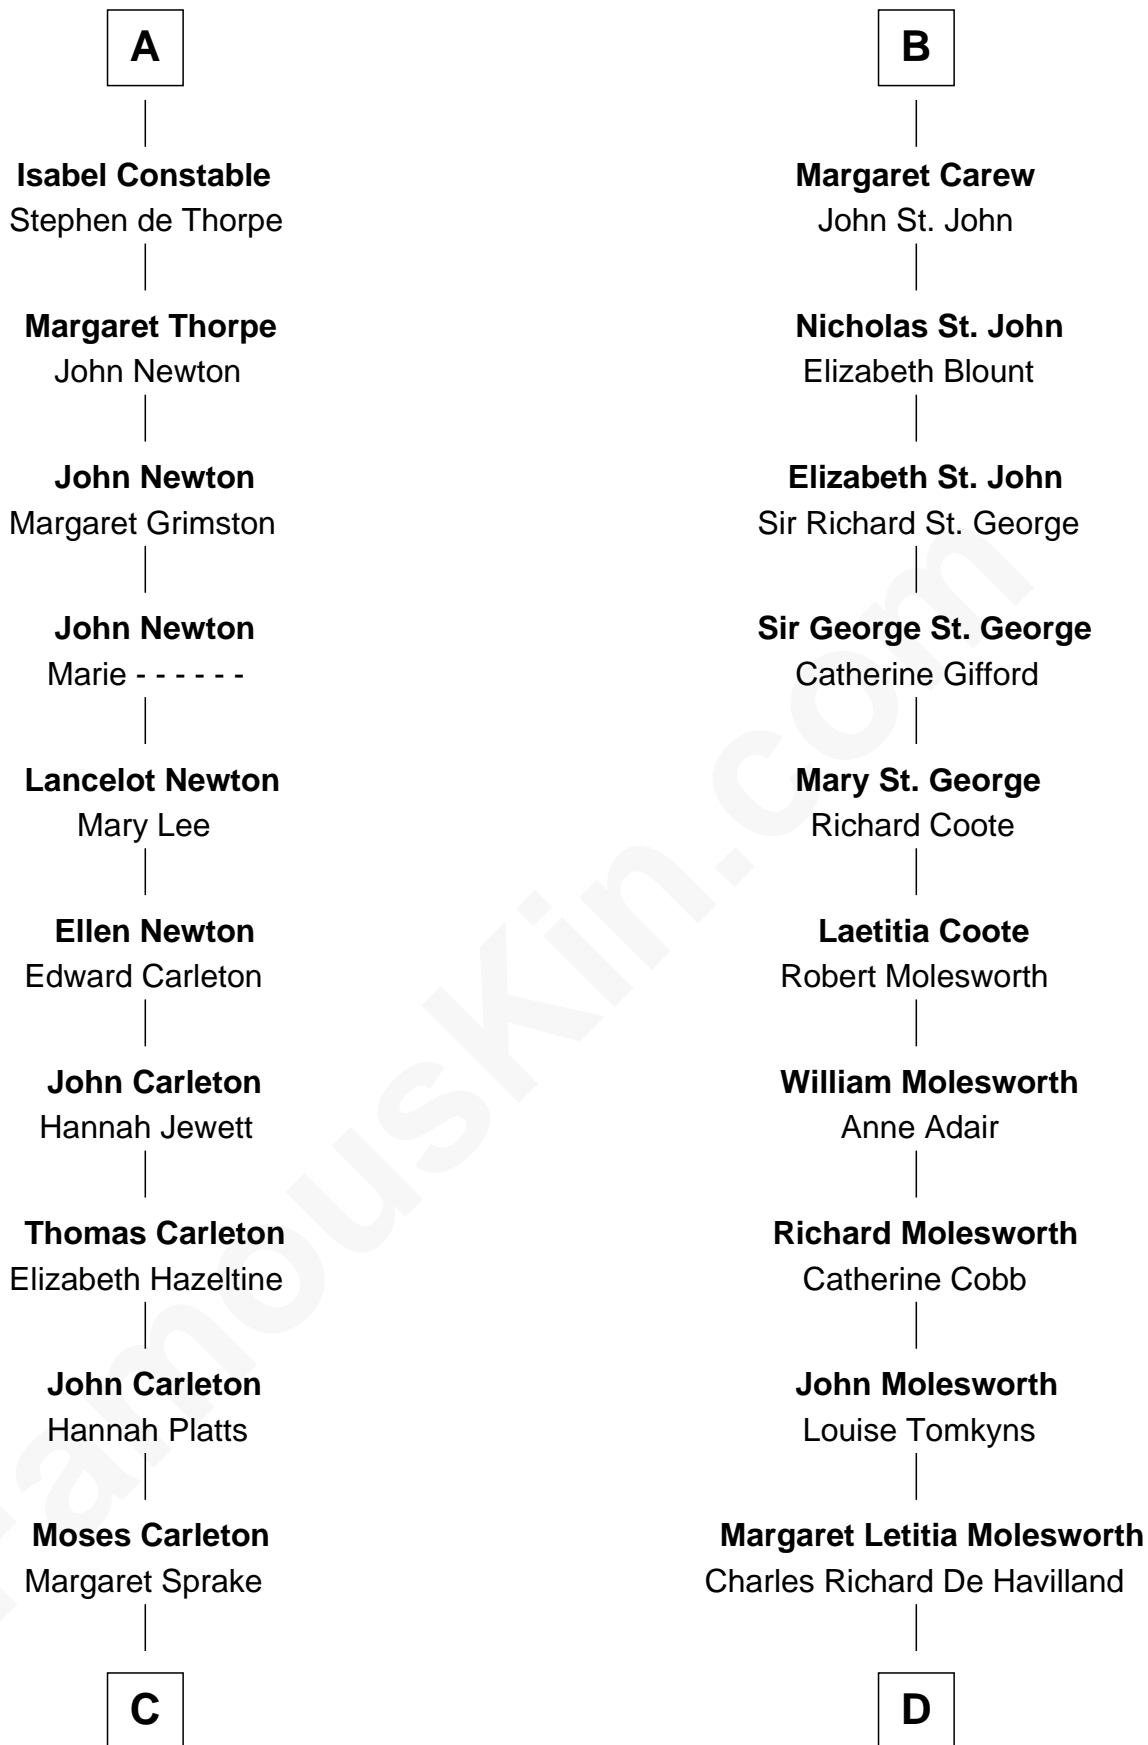 A
Isabel Constable
Stephen de Thorpe
Margaret Thorpe
John Newton
John Newton
Margaret Grimston
John Newton
Marie - - - - - -
Lancelot Newton
Mary Lee
Ellen Newton
Edward Carleton
John Carleton
Hannah Jewett
Thomas Carleton
Elizabeth Hazeltine
John Carleton
Hannah Platts
Moses Carleton
Margaret Sprake
C
B
Margaret Carew
John St. John
Nicholas St. John
Elizabeth Blount
Elizabeth St. John
Sir Richard St. George
Sir George St. George
Catherine Gifford
Mary St. George
Richard Coote
Laetitia Coote
Robert Molesworth
William Molesworth
Anne Adair
Richard Molesworth
Catherine Cobb
John Molesworth
Louise Tomkyns
Margaret Letitia Molesworth
Charles Richard De Havilland
D
FamousKin.com